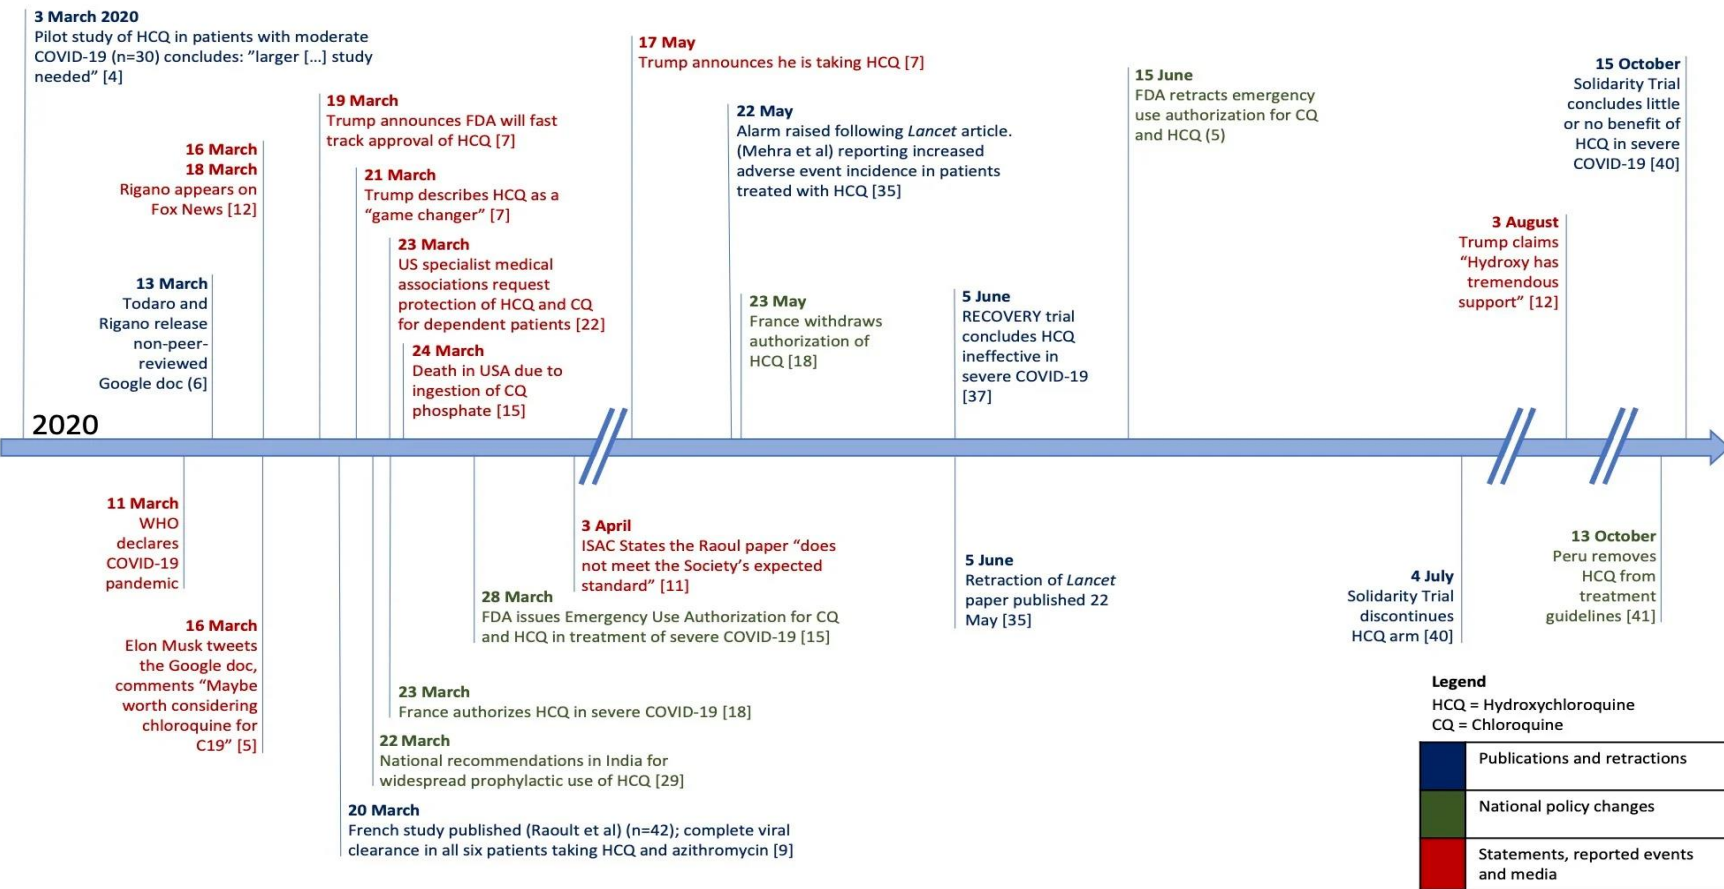 3 March 2020
Pilot study of HCQ in patients with moderate
COVID-19 (n=30) concludes: ”larger [...] study
needed” [4]
16 March
18 March
Rigano appears on
Fox News [12]
13 March
Todaro and
Rigano release
non-peer-
reviewed
Google doc (6)
19 March
Trump announces FDA will fast
track approval of HCQ [7]
21 March
Trump describes HCQ as a
“game changer” [7]
23 March
US specialist medical
associations request
protection of HCQ and CQ
for dependent patients [22]
24 March
Death in USA due to
ingestion of CQ
phosphate [15]
17 May
Trump announces he is taking HCQ [7]
22 May
Alarm raised following Lancet article.
(Mehra et al) reporting increased
adverse event incidence in patients
treated with HCQ [35]
23 May
France withdraws
authorization of
HCQ [18]
5 June
RECOVERY trial
concludes HCQ
ineffective in
severe COVID-19
[37]
15 June
FDA retracts emergency
use authorization for CQ
and HCQ (5)
3 August
Trump claims
“Hydroxy has
tremendous
support” [12]
15 October
Solidarity Trial
concludes little
or no benefit of
HCQ in severe
COVID-19 [40]
2020
11 March
WHO
declares
COVID-19
pandemic
16 March
Elon Musk tweets
the Google doc,
comments “Maybe
worth considering
chloroquine for
C19” [5]
3 April
ISAC States the Raoul paper “does
not meet the Society’s expected
standard” [11]
28 March
FDA issues Emergency Use Authorization for CQ
and HCQ in treatment of severe COVID-19 [15]
23 March
France authorizes HCQ in severe COVID-19 [18]
22 March
National recommendations in India for
widespread prophylactic use of HCQ [29]
20 March
French study published (Raoult et al) (n=42); complete viral
clearance in all six patients taking HCQ and azithromycin [9]
5 June
Retraction of Lancet
paper published 22
May [35]
4 July
Solidarity Trial
discontinues
HCQ arm [40]
13 October
Peru removes
HCQ from
treatment
guidelines [41]
Legend
HCQ = Hydroxychloroquine
CQ = Chloroquine
Publications and retractions
National policy changes
Statements, reported events
and media